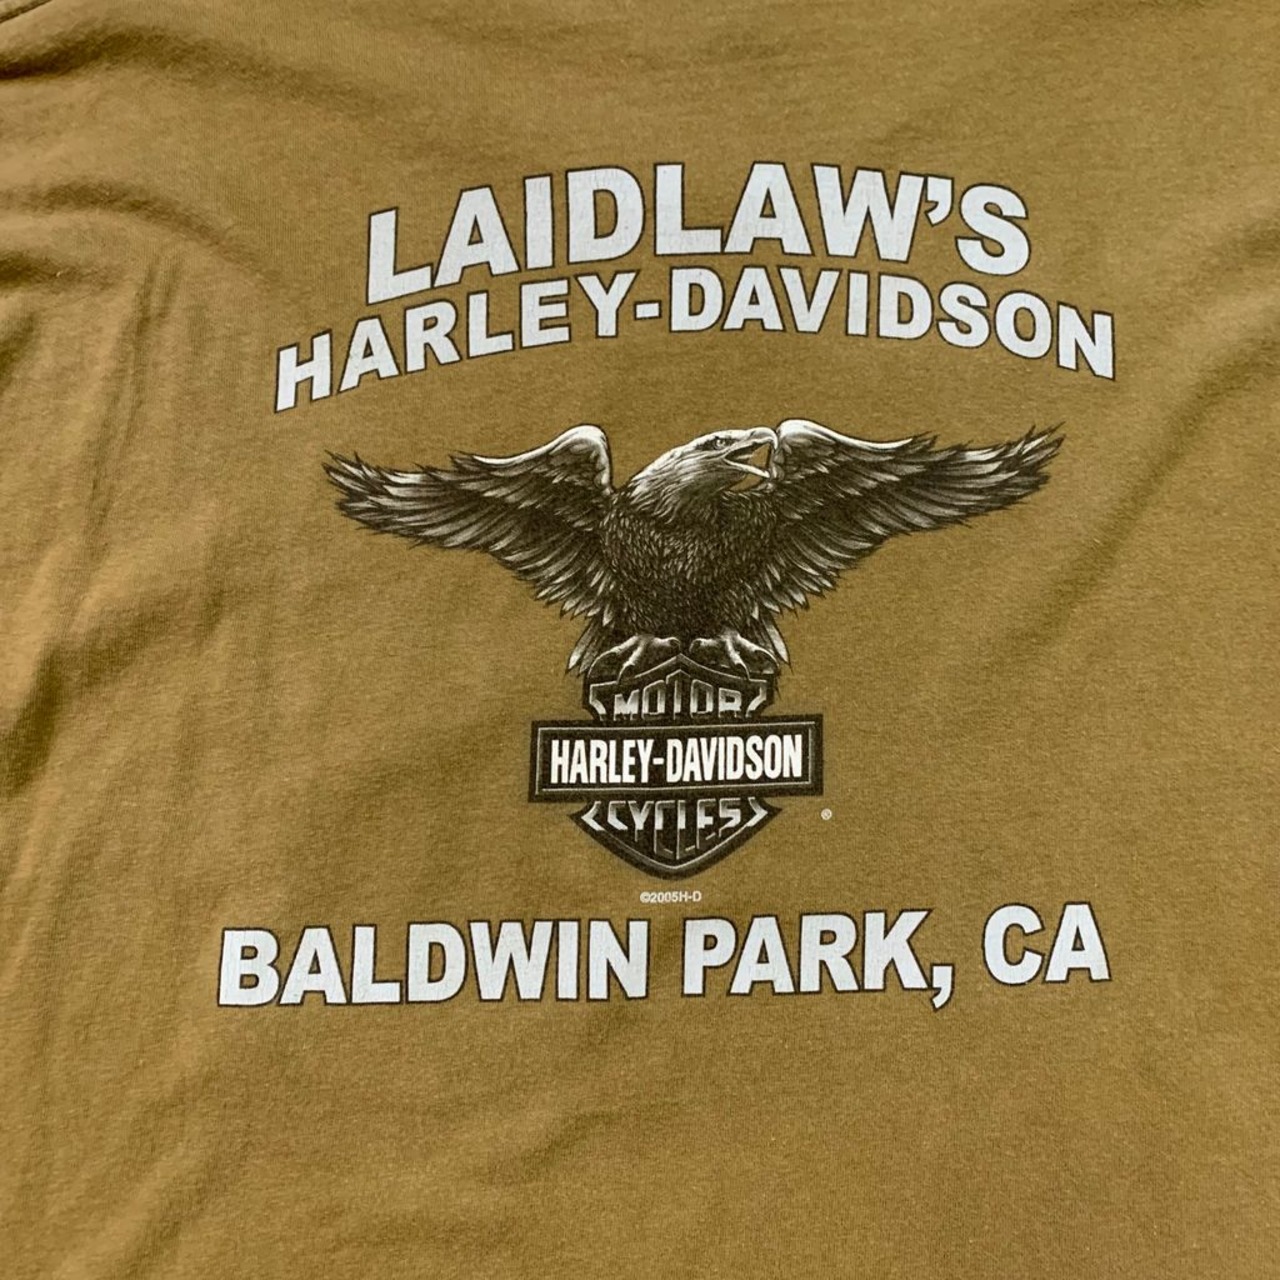 LAIDLAW'S
HARLEY-DAVIDSON
MOTOR
HARLEY-DAVIDSON
CYCLES
®
©2005H-D
BALDWIN PARK, CA